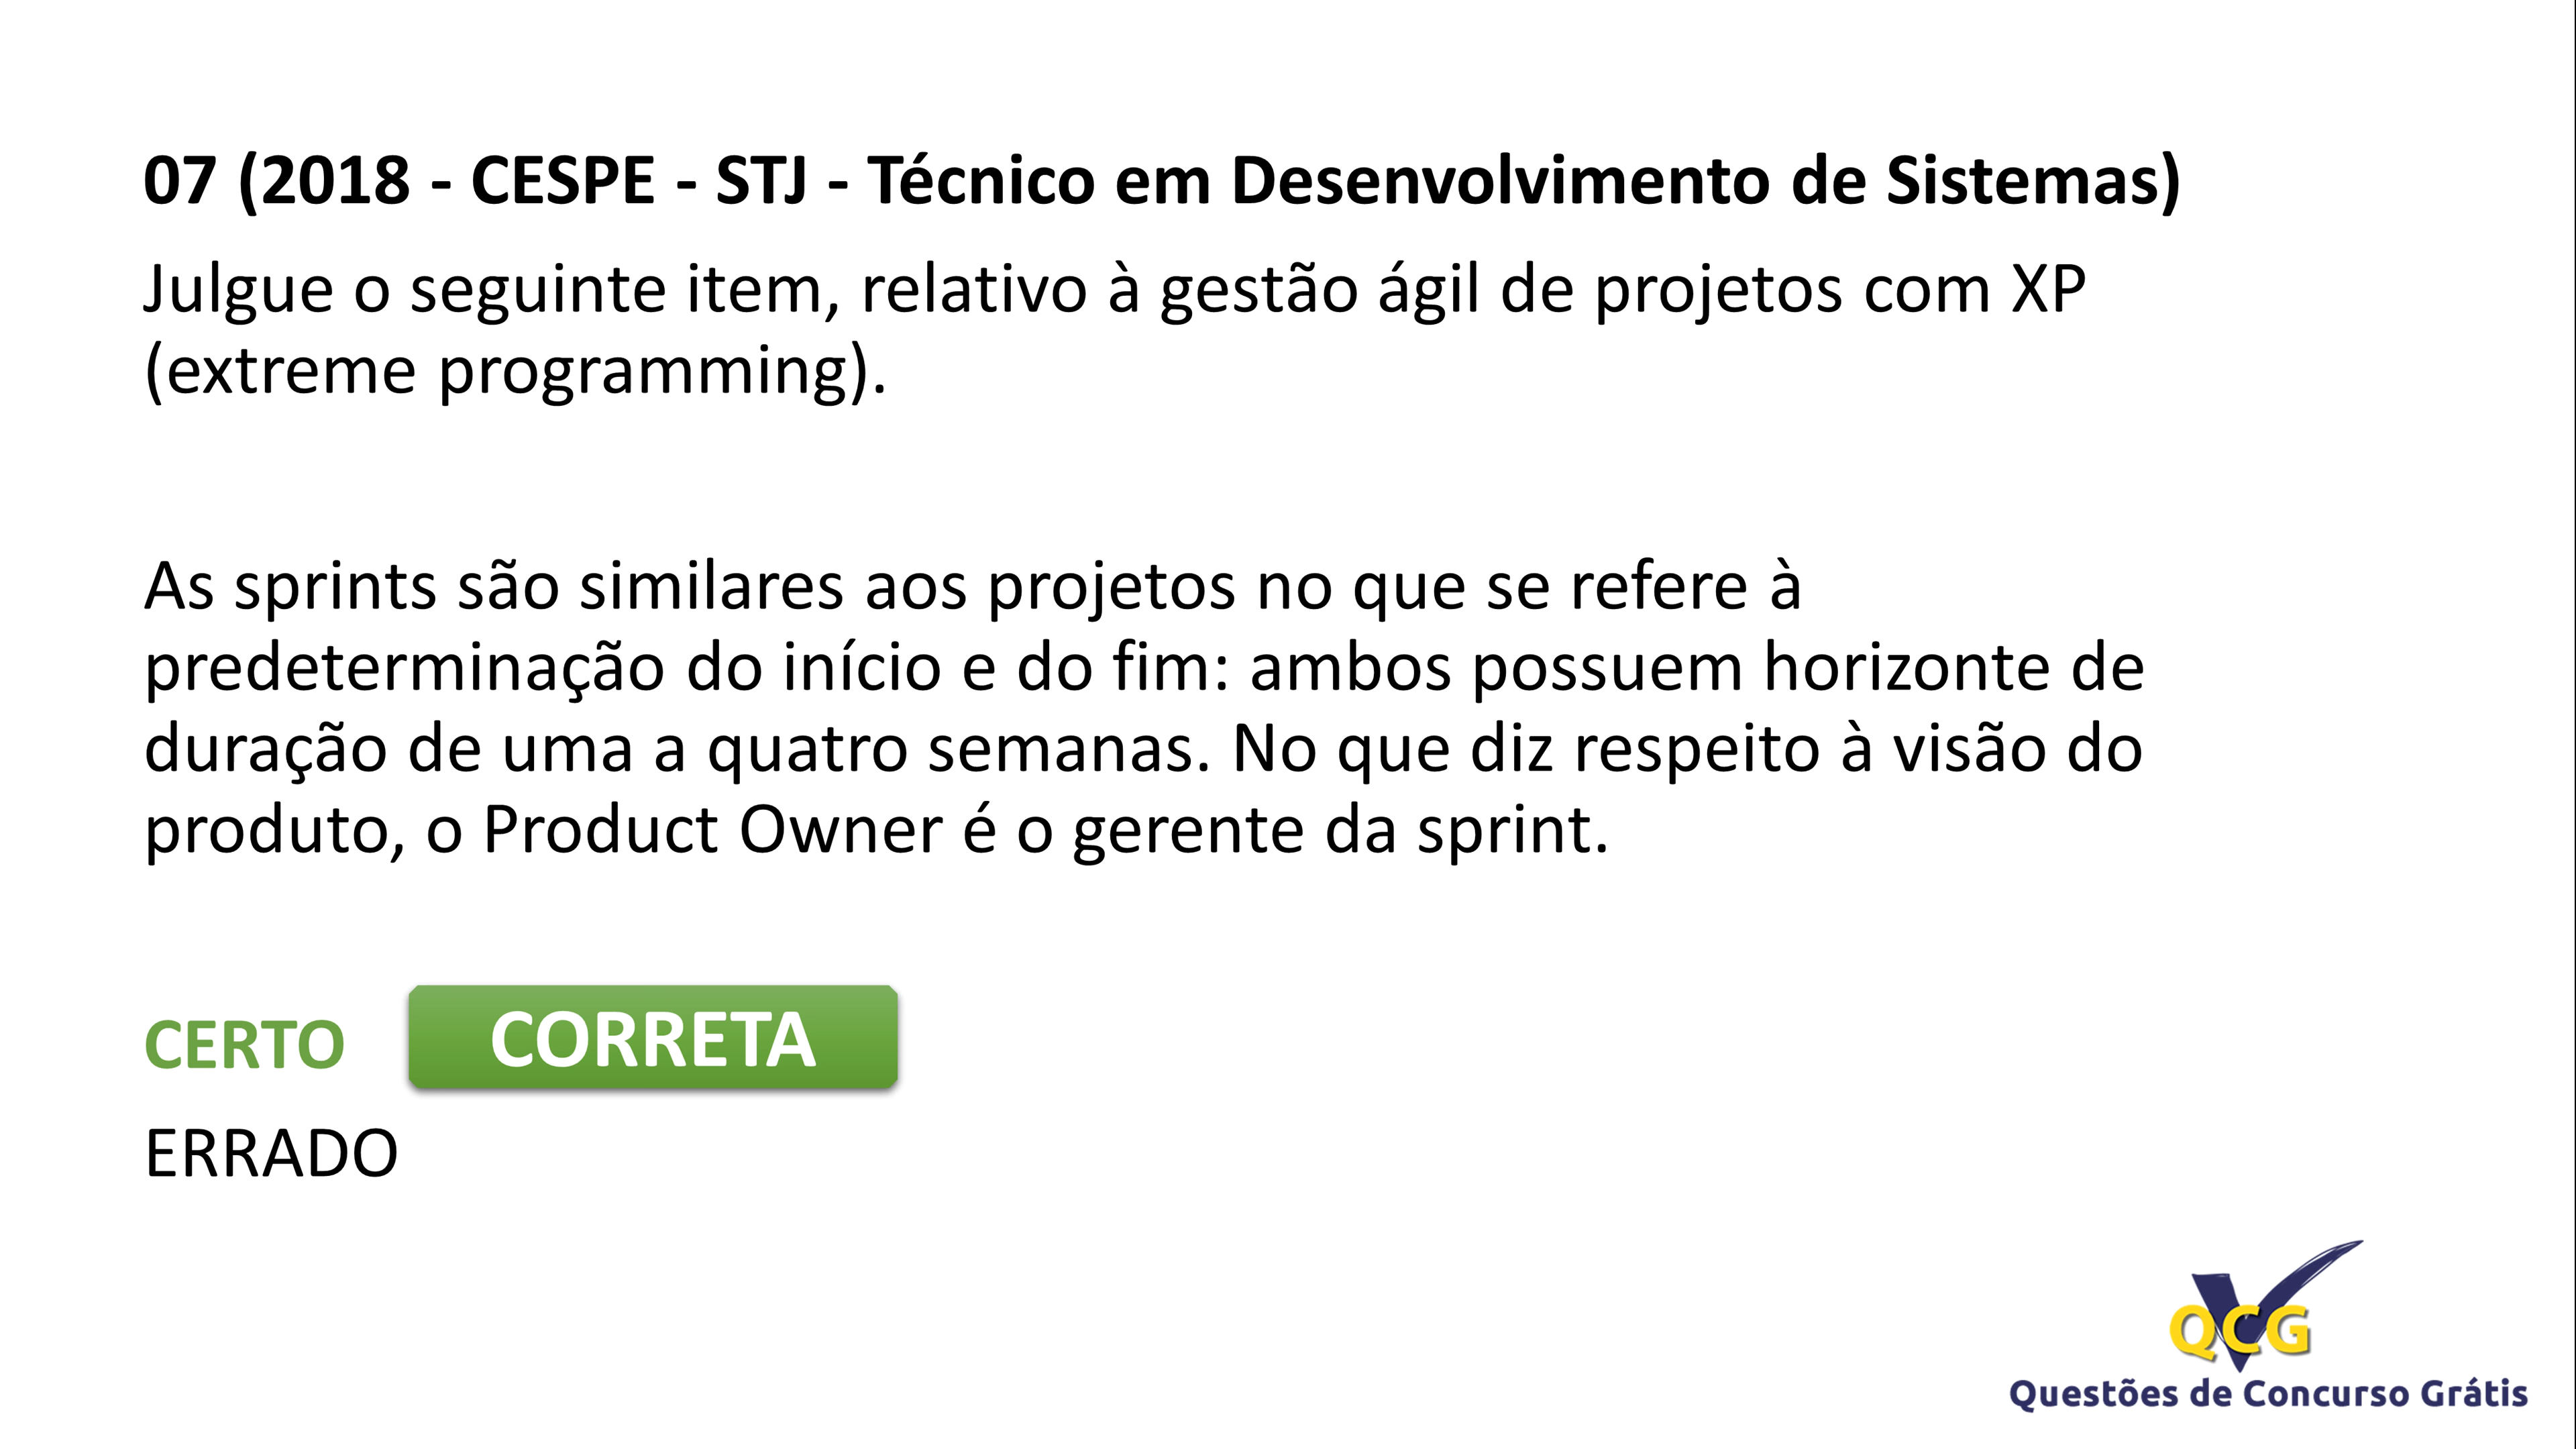 07 (2018 - CESPE - STJ - Técnico em Desenvolvimento de Sistemas)
Julgue o seguinte item, relativo à gestão ágil de projetos com XP
(extreme programming).
As sprints são similares aos projetos no que se refere à
predeterminação do início e do fim: ambos possuem horizonte de
duração de uma a quatro semanas. No que diz respeito à visão do
produto, o Product Owner é o gerente da sprint.
CERTO CORRETA
ERRADO
QCG
Questões de Concurso Grátis